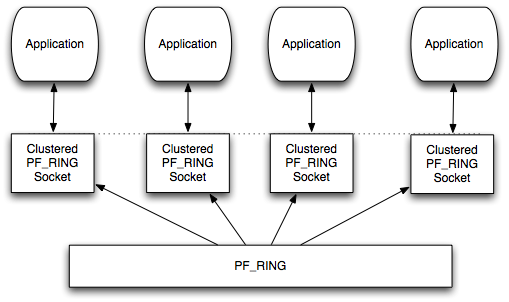 Application
Application
Application
Application
Clustered
PF_RING
Socket
Clustered
PF_RING
Socket
Clustered
PF_RING
Socket
Clustered
PF_RING
Socket
PF_RING